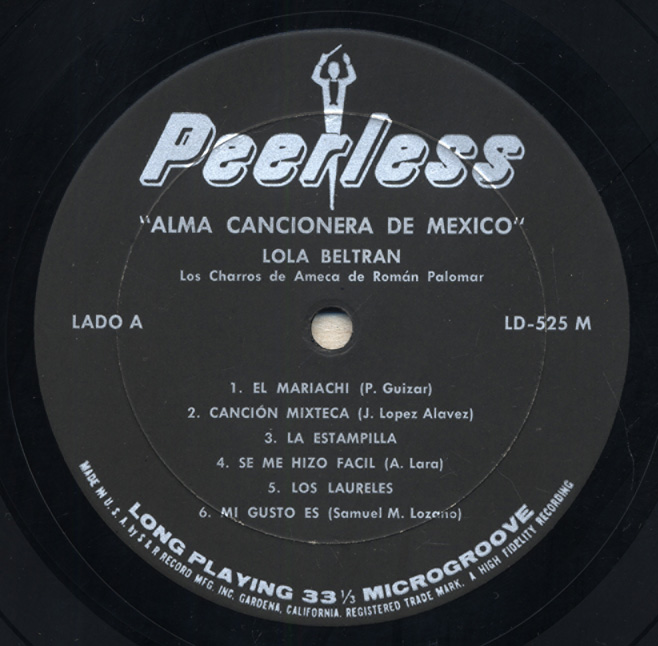 Peerless
"ALMA CANCIONERA DE MEXICO"
LOLA BELTRAN
Los Charros de Ameca de Román Palomar
LADO A
LD-525 M
1. EL MARIACHI (P. Guizar)
2. CANCIÓN MIXTECA (J. Lopez Alavez)
3. LA ESTAMPILLA
4. SE ME HIZO FACIL (A. Lara)
5. LOS LAURELES
6. MI GUSTO ES (Samuel M. Lozano)
LONG PLAYING 33 1/3 MICROGROOVE
MADE IN U. S. A. by S & R RECORD MFG. INC. GARDENA, CALIFORNIA. REGISTERED TRADE MARK. A HIGH FIDELITY RECORDING